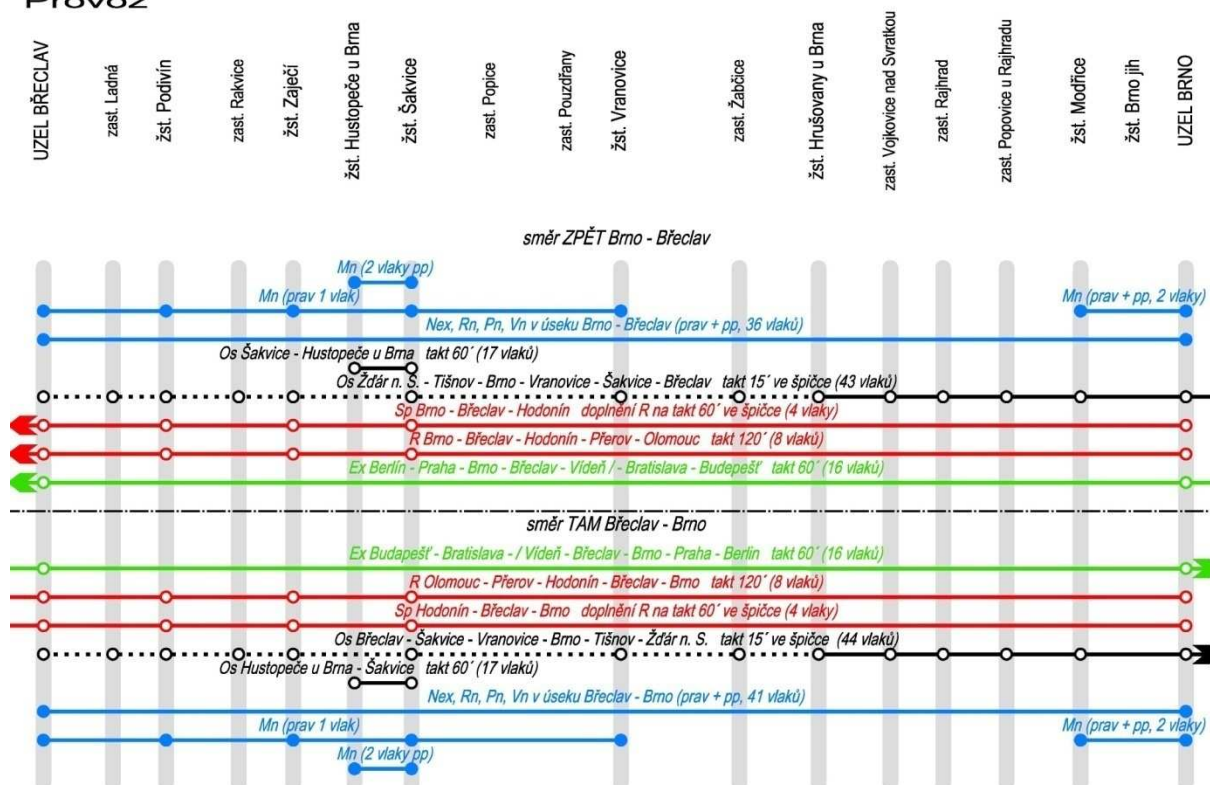 Provoz
UZEL BŘECLAV
zast. Ladná
žst. Podivín
zast. Rakvice
žst. Zaječí
žst. Hustopeče u Brna
žst. Šakvice
zast. Popice
zast. Pouzdřany
žst. Vranovice
zast. Žabčice
žst. Hrušovany u Brna
zast. Vojkovice nad Svratkou
zast. Rajhrad
zast. Popovice u Rajhradu
žst. Modřice
žst. Brno jih
UZEL BRNO
směr ZPĚT Brno - Břeclav
Mn (2 vlaky pp)
Mn (prav 1 vlak)
Mn (prav + pp, 2 vlaky)
Nex, Rn, Pn, Vn v úseku Brno - Břeclav (prav + pp, 36 vlaků)
Os Šakvice - Hustopeče u Brna takt 60´ (17 vlaků)
Os Žďár n. S. - Tišnov - Brno - Vranovice - Šakvice - Břeclav takt 15´ ve špičce (43 vlaků)
Sp Brno - Břeclav - Hodonín doplnění R na takt 60´ ve špičce (4 vlaky)
R Brno - Břeclav - Hodonín - Přerov - Olomouc takt 120´ (8 vlaků)
Ex Berlín - Praha - Brno - Břeclav - Vídeň / - Bratislava - Budepešť takt 60´ (16 vlaků)
směr TAM Břeclav - Brno
Ex Budapešť - Bratislava - / Vídeň - Břeclav - Brno - Praha - Berlin takt 60´ (16 vlaků)
R Olomouc - Přerov - Hodonín - Břeclav - Brno takt 120´ (8 vlaků)
Sp Hodonín - Břeclav - Brno doplnění R na takt 60´ ve špičce (4 vlaky)
Os Břeclav - Šakvice - Vranovice - Brno - Tišnov - Žďár n. S. takt 15´ ve špičce (44 vlaků)
Os Hustopeče u Brna - Šakvice takt 60´ (17 vlaků)
Nex, Rn, Pn, Vn v úseku Břeclav - Brno (prav + pp, 41 vlaků)
Mn (prav 1 vlak)
Mn (prav + pp, 2 vlaky)
Mn (2 vlaky pp)